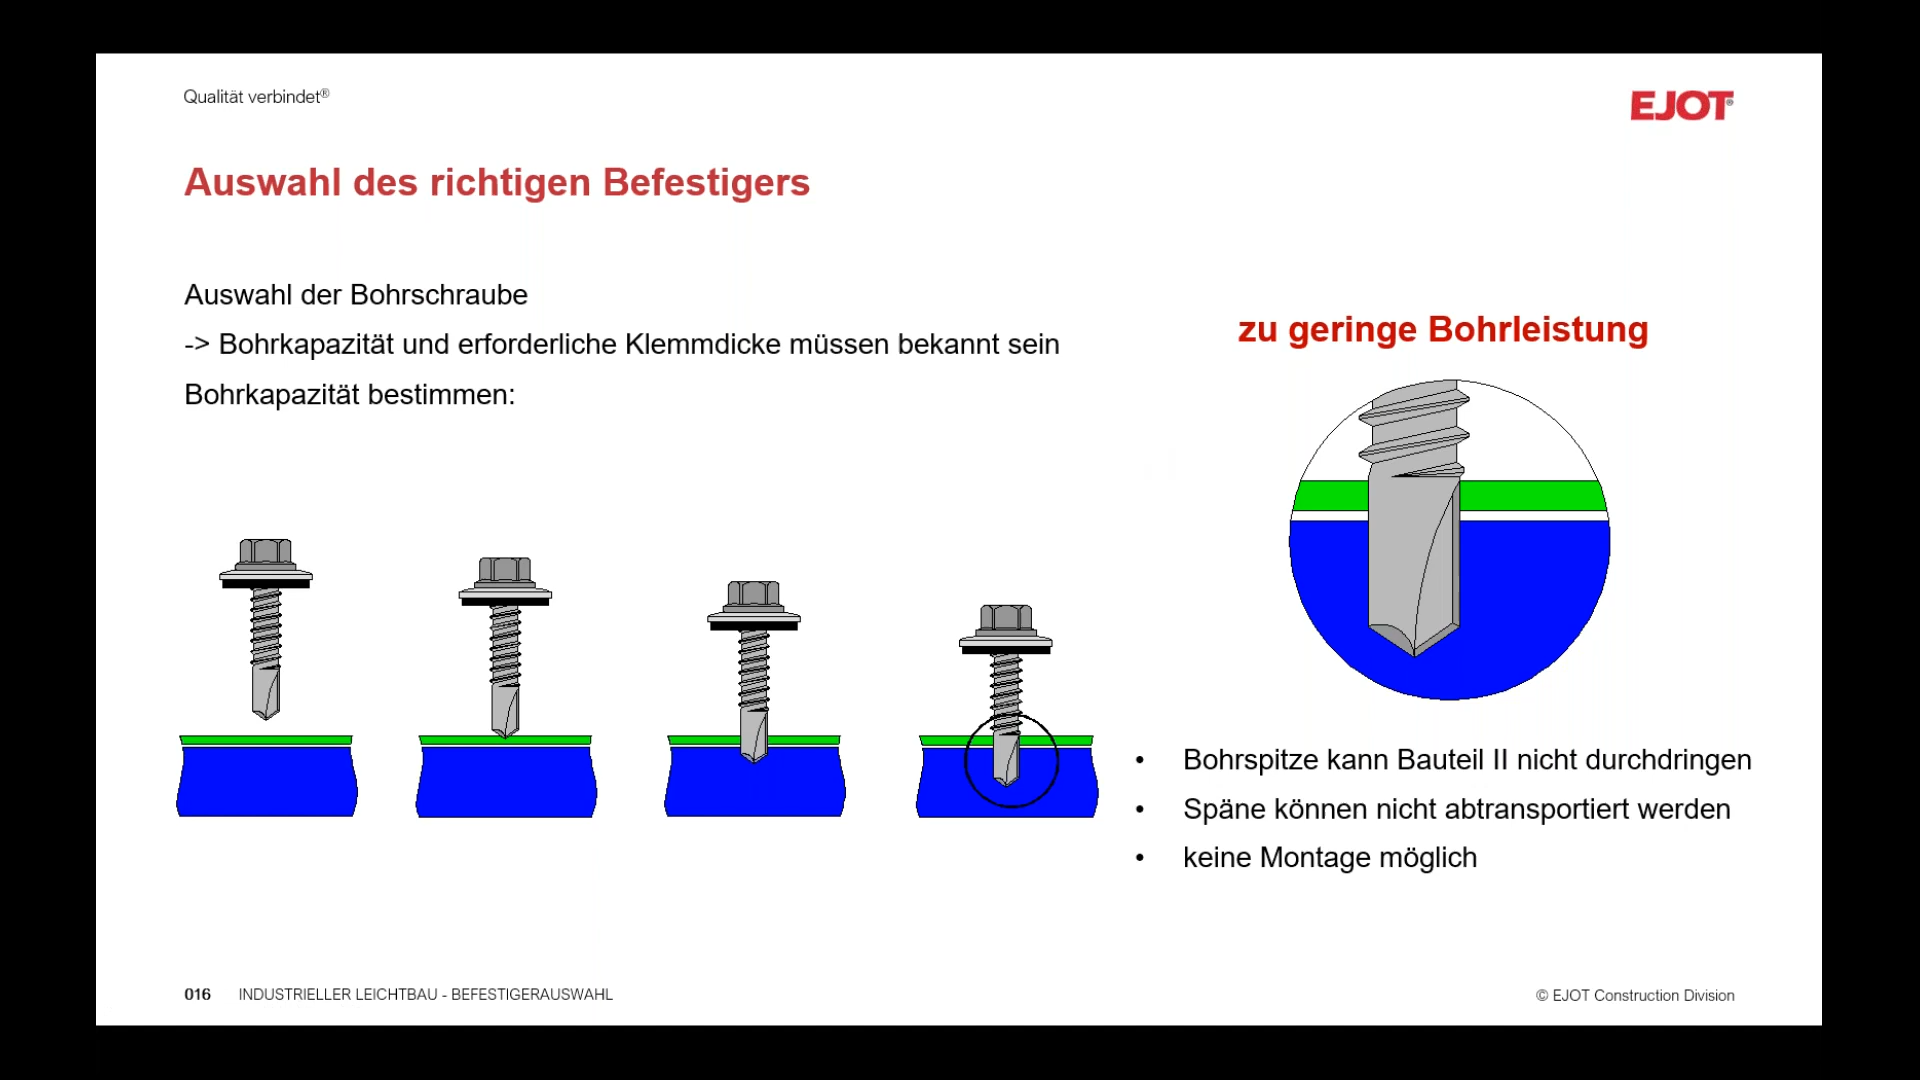 Qualität verbindet®
EJOT®
Auswahl des richtigen Befestigers
Auswahl der Bohrschraube
-> Bohrkapazität und erforderliche Klemmdicke müssen bekannt sein
Bohrkapazität bestimmen:
zu geringe Bohrleistung
• Bohrspitze kann Bauteil II nicht durchdringen
• Späne können nicht abtransportiert werden
• keine Montage möglich
016 INDUSTRIELLER LEICHTBAU - BEFESTIGERAUSWAHL
© EJOT Construction Division